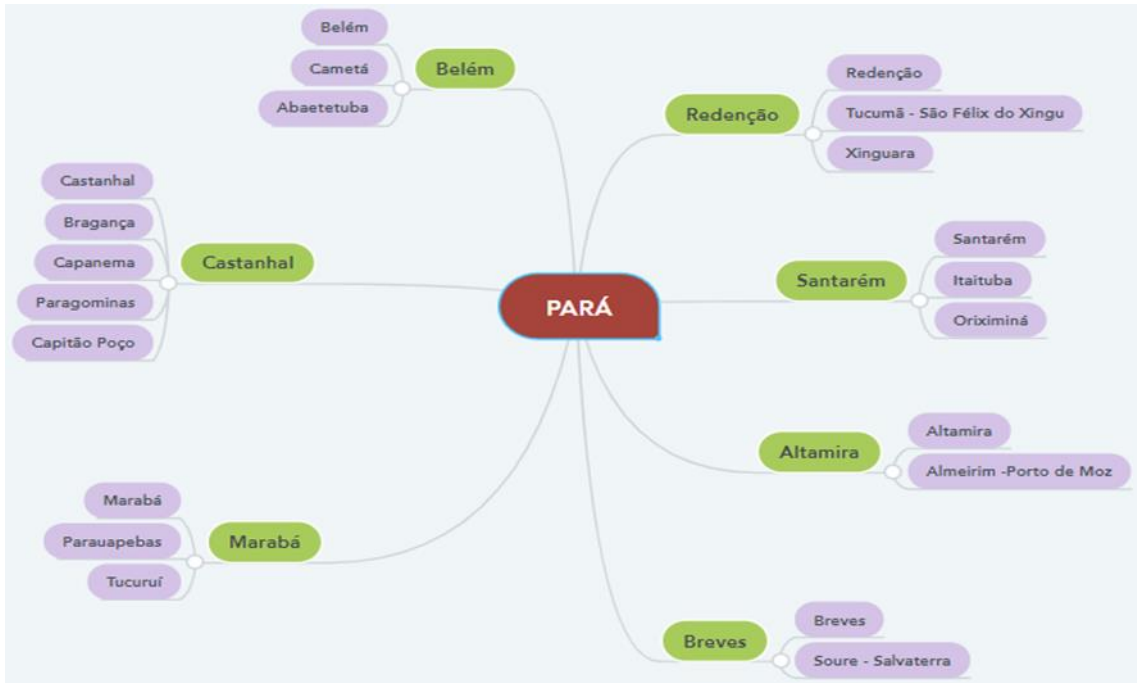 Belém
Cametá
Abaetetuba
Belém
Castanhal
Bragança
Capanema
Paragominas
Capitão Poço
Castanhal
Marabá
Parauapebas
Tucuruí
Marabá
PARÁ
Redenção
Redenção
Tucumã - São Félix do Xingu
Xinguara
Santarém
Santarém
Itaituba
Oriximiná
Altamira
Altamira
Almeirim -Porto de Moz
Breves
Breves
Soure - Salvaterra